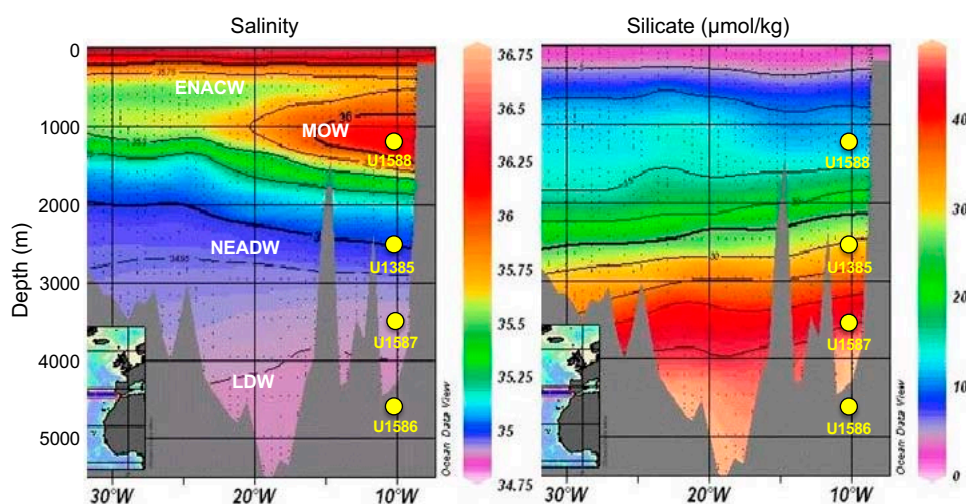 Salinity
Silicate (µmol/kg)
Depth (m)
0
1000
2000
3000
4000
5000
ENACW
MOW
NEADW
LDW
36
U1588
U1385
U1587
U1586
30°W
20°W
10°W
Ocean Data View
36.75
36.5
36.25
36
35.75
35.5
35.25
35
34.75
30
U1588
U1385
U1587
U1586
30°W
20°W
10°W
Ocean Data View
40
30
20
10
0